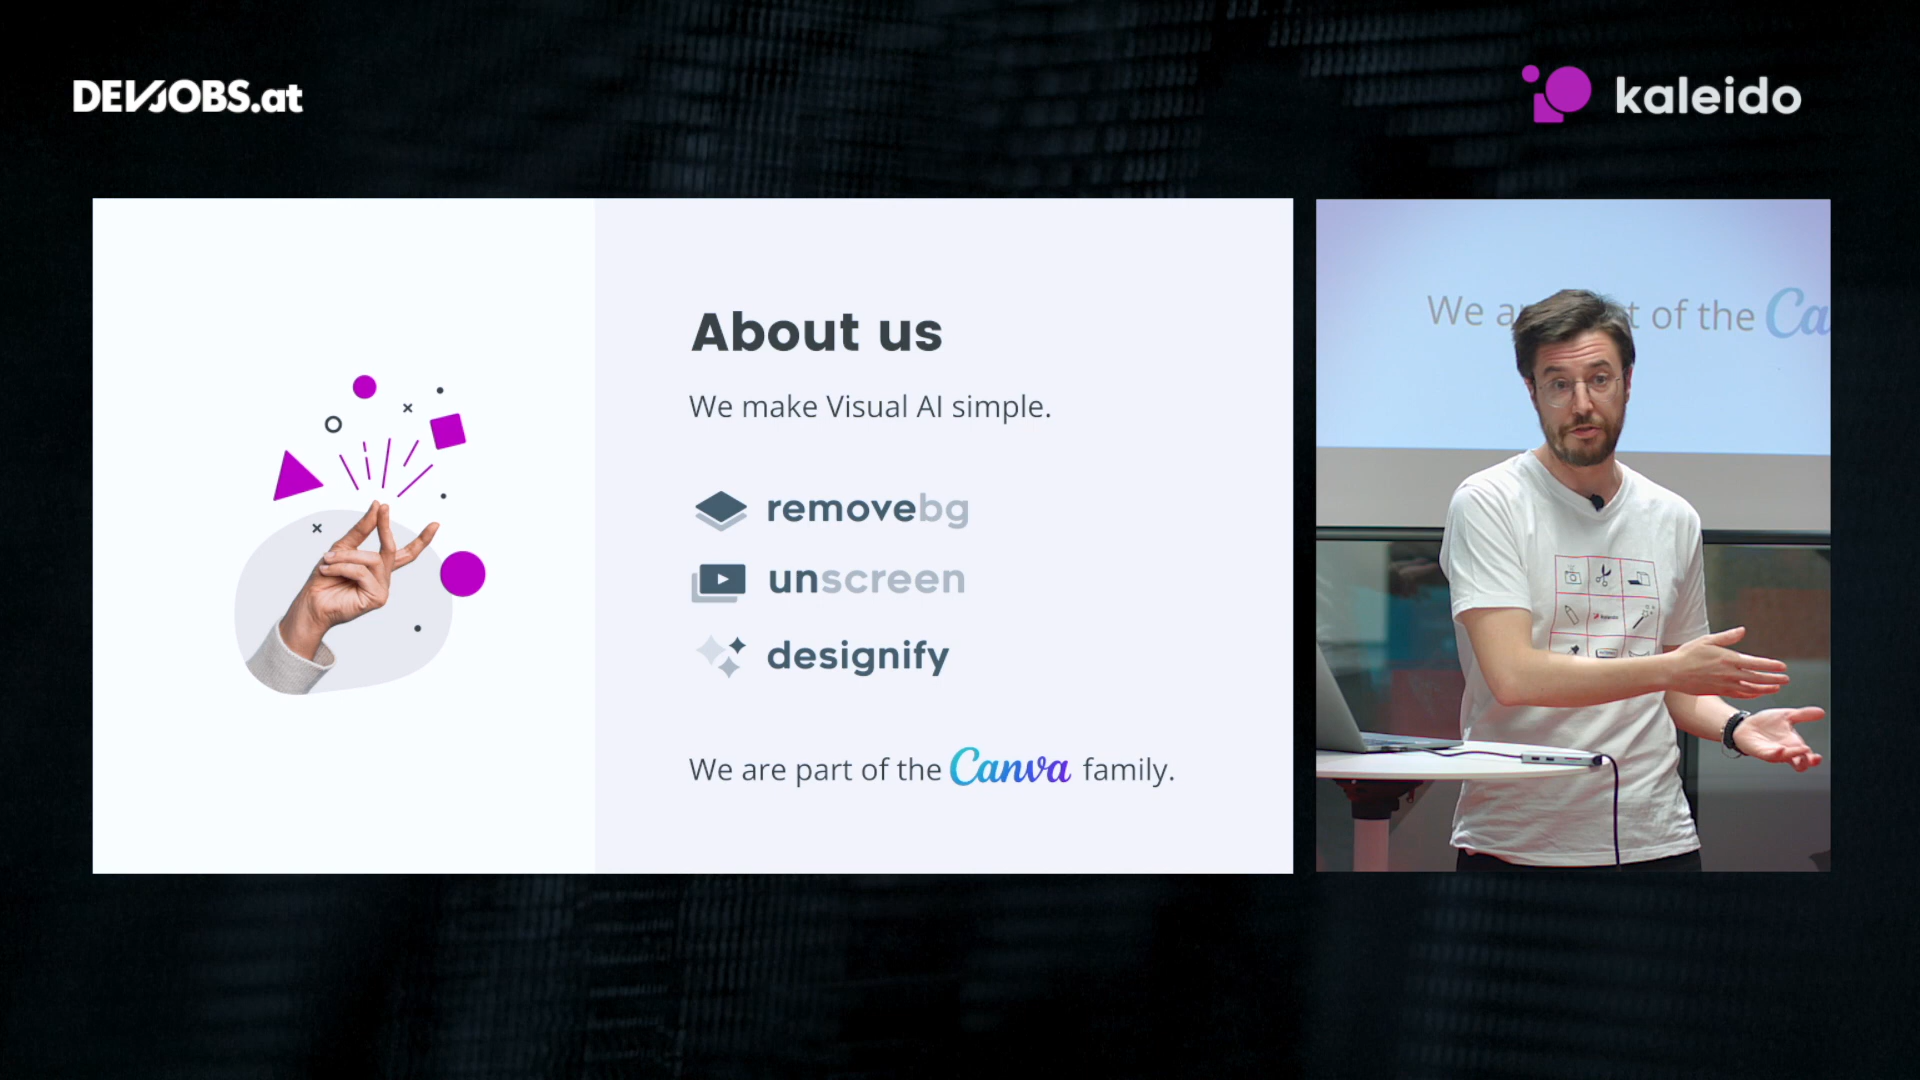 DEVJOBS.at
kaleido
About us
We make Visual AI simple.
removebg
unscreen
designify
We are part of the Canva family.
We a t of the Ca